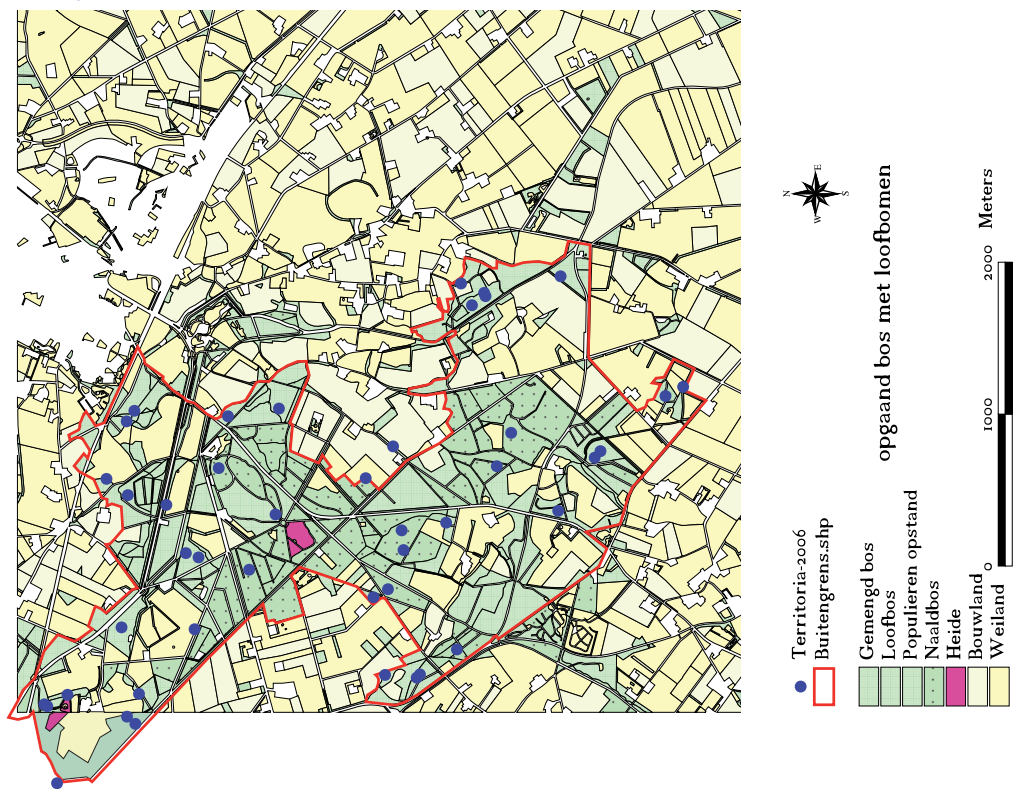 N
E
S
W
opgaand bos met loofbomen
Territoria-2006
Buitengrens.shp
Gemengd bos
Loofbos
Populieren opstand
Naaldbos
Heide
Bouwland
Weiland
0 1000 2000 Meters